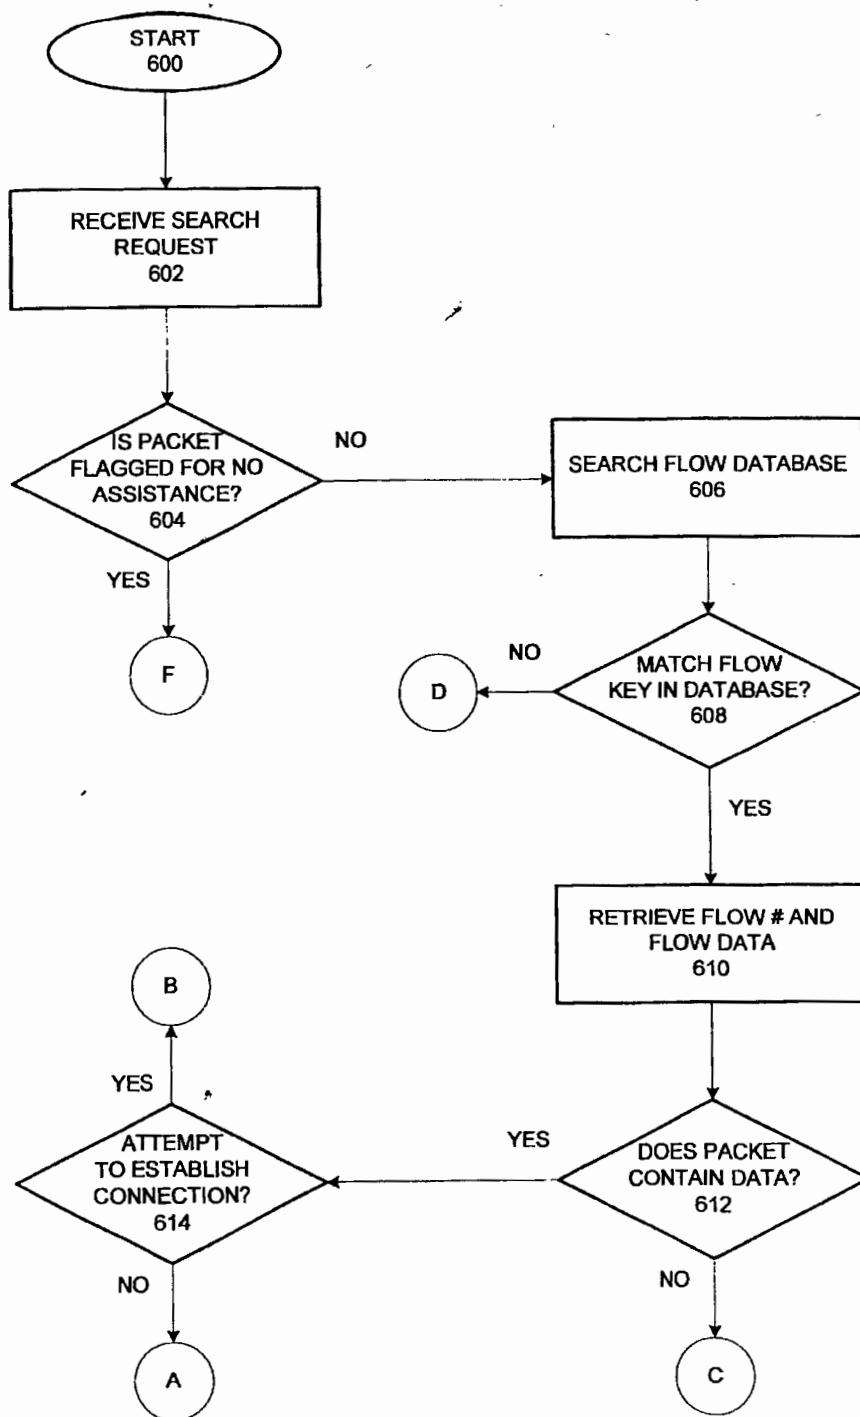 START
600
RECEIVE SEARCH
REQUEST
602
IS PACKET
FLAGGED FOR NO
ASSISTANCE?
604
NO
YES
F
SEARCH FLOW DATABASE
606
MATCH FLOW
KEY IN DATABASE?
608
NO
D
YES
RETRIEVE FLOW # AND
FLOW DATA
610
DOES PACKET
CONTAIN DATA?
612
YES
NO
C
ATTEMPT
TO ESTABLISH
CONNECTION?
614
YES
B
NO
A